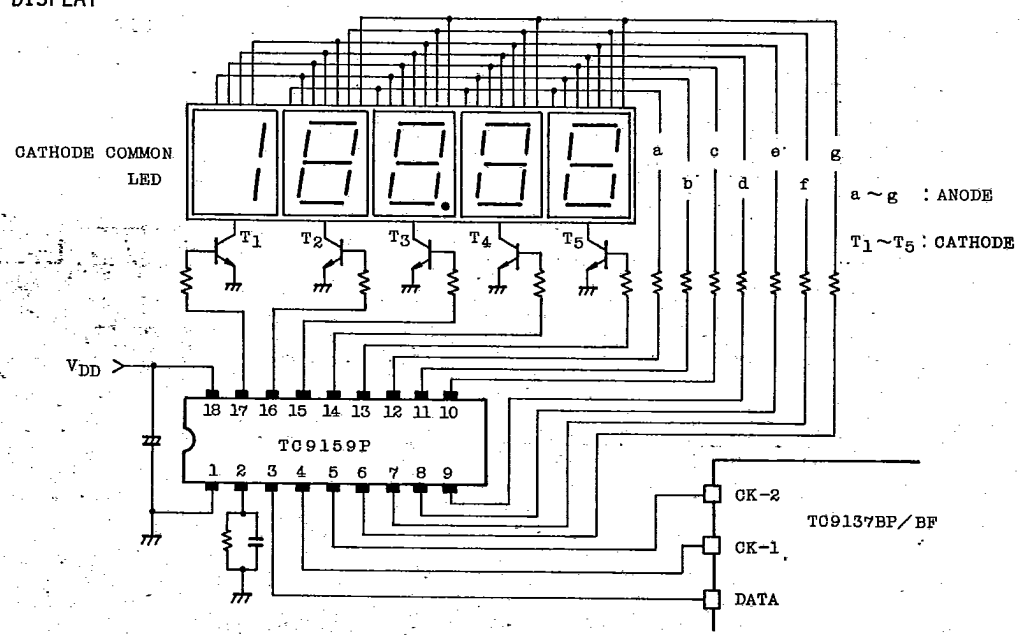 DISPLAY
CATHODE COMMON
LED
T1 T2 T3 T4 T5
a c e g
b d f
a ~ g : ANODE
T1~T5 : CATHODE
VDD
18 17 16 15 14 13 12 11 10
TC9159P
1 2 3 4 5 6 7 8 9
CK-2
TC9137BP/BF
CK-1
DATA